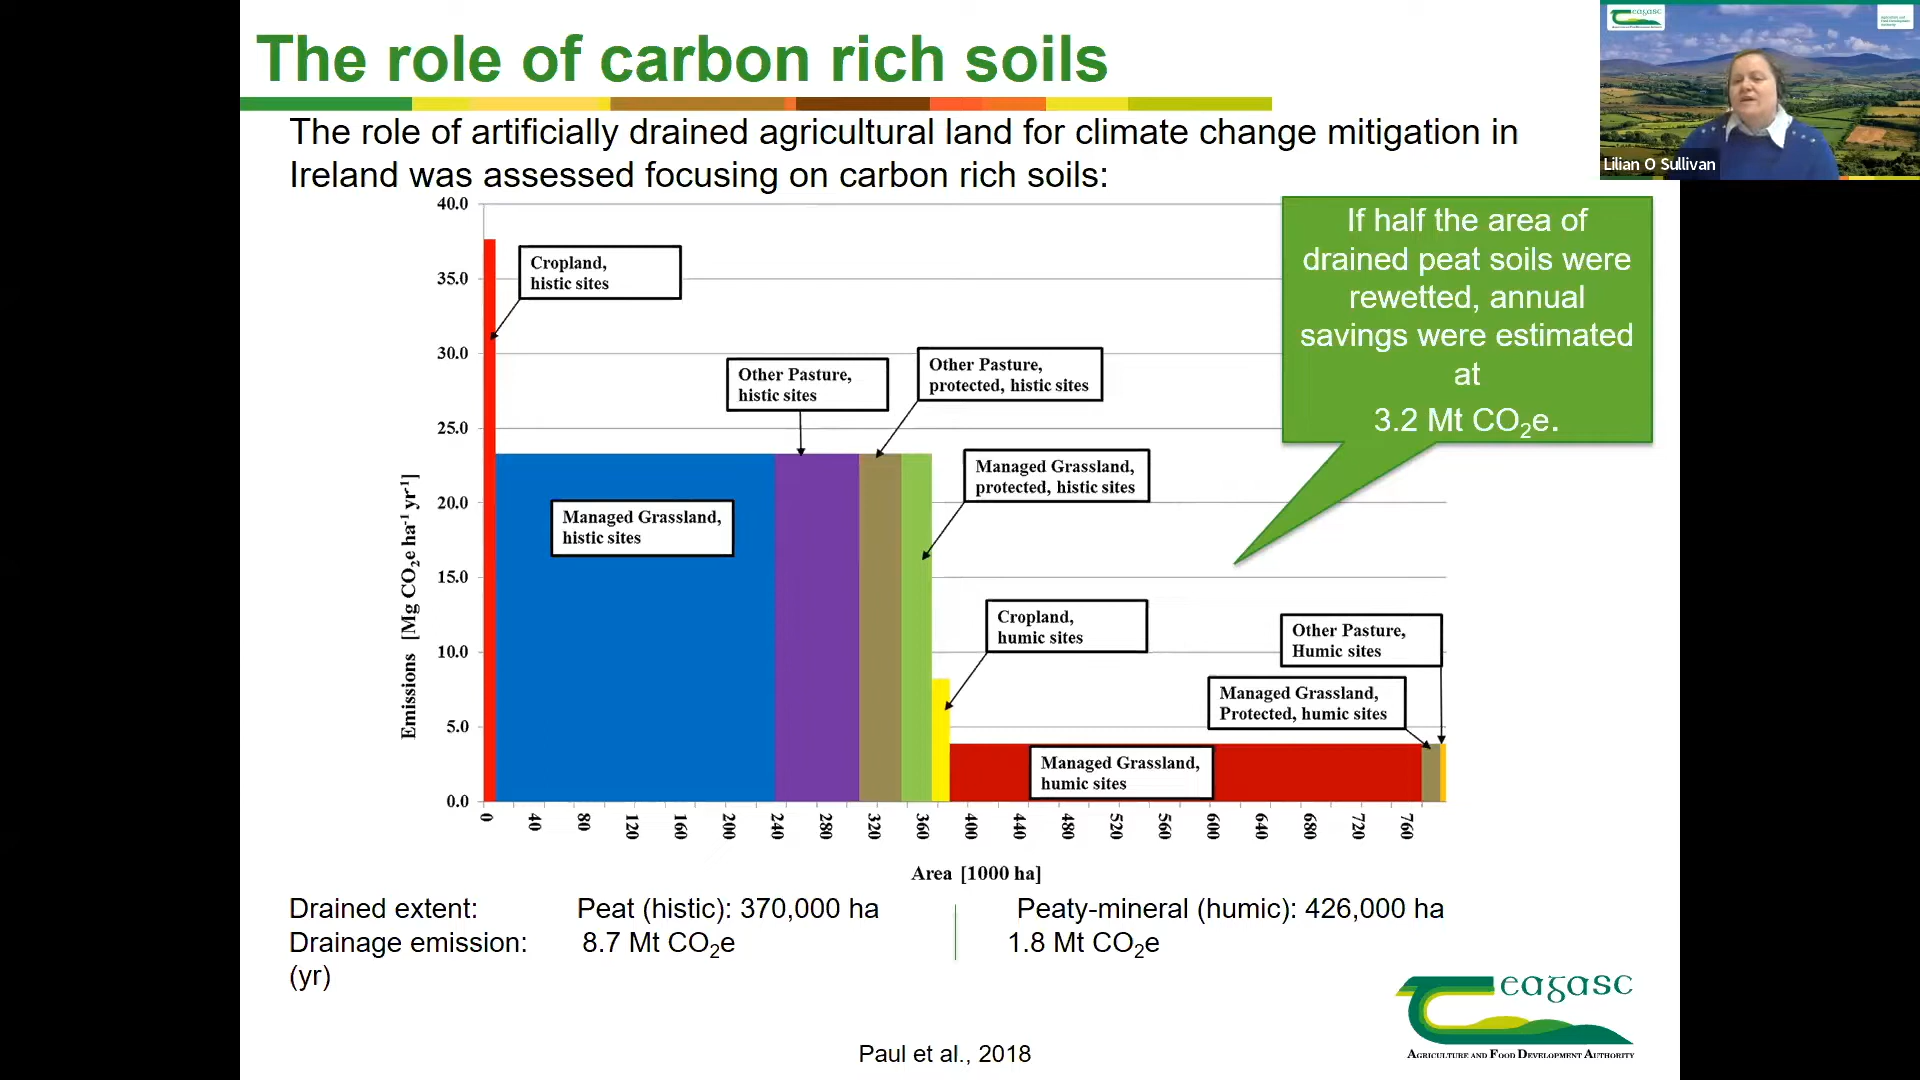 The role of carbon rich soils
The role of artificially drained agricultural land for climate change mitigation in
Ireland was assessed focusing on carbon rich soils:
Lilian O Sullivan
If half the area of
drained peat soils were
rewetted, annual
savings were estimated
at
3.2 Mt CO₂e.
40.0
35.0
30.0
25.0
20.0
15.0
10.0
5.0
0.0
Emissions [Mg CO₂e ha⁻¹ yr⁻¹]
Cropland,
histic sites
Managed Grassland,
histic sites
Other Pasture,
histic sites
Other Pasture,
protected, histic sites
Managed Grassland,
protected, histic sites
Cropland,
humic sites
Managed Grassland,
humic sites
Other Pasture,
Humic sites
Managed Grassland,
Protected, humic sites
0 40 80 120 160 200 240 280 320 360 400 440 480 520 560 600 640 680 720 760
Area [1000 ha]
Drained extent: Peat (histic): 370,000 ha Peaty-mineral (humic): 426,000 ha
Drainage emission: 8.7 Mt CO₂e 1.8 Mt CO₂e
(yr)
Paul et al., 2018
eagasc
AGRICULTURE AND FOOD DEVELOPMENT AUTHORITY
eagasc